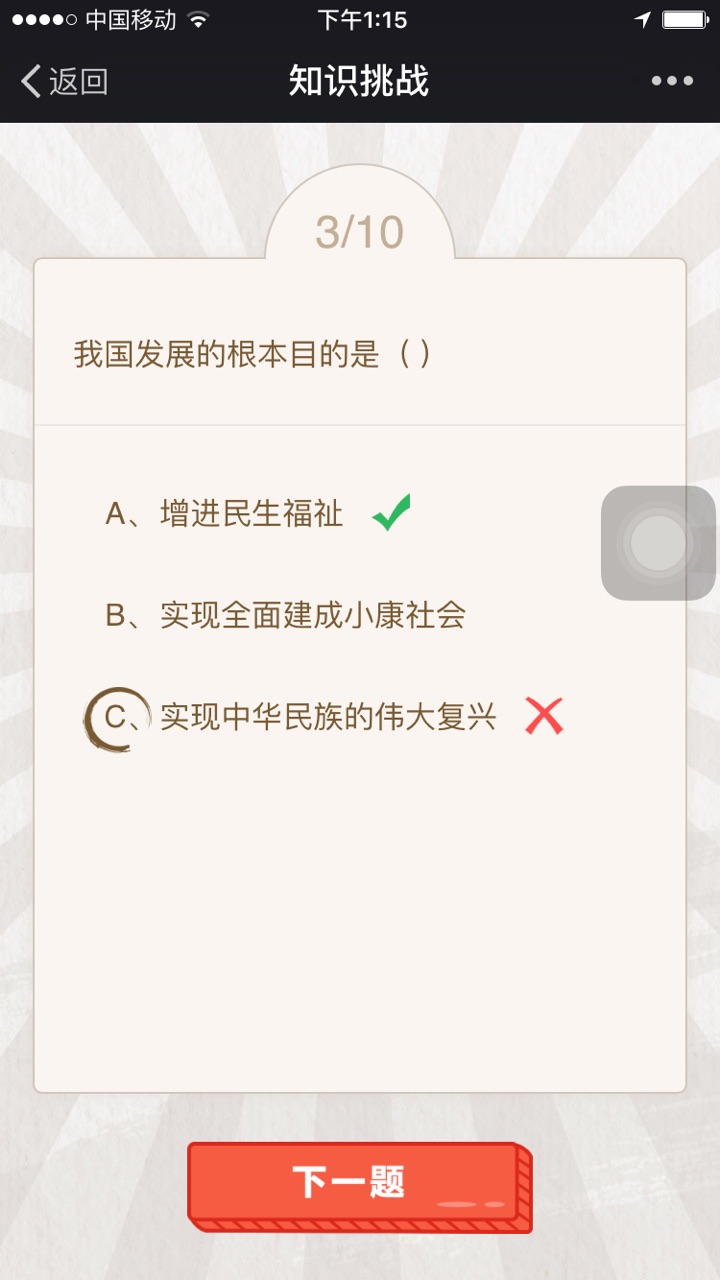 中国移动 下午1:15
返回 知识挑战
3/10
我国发展的根本目的是（）
A、增进民生福祉
B、实现全面建成小康社会
C、实现中华民族的伟大复兴
下一题